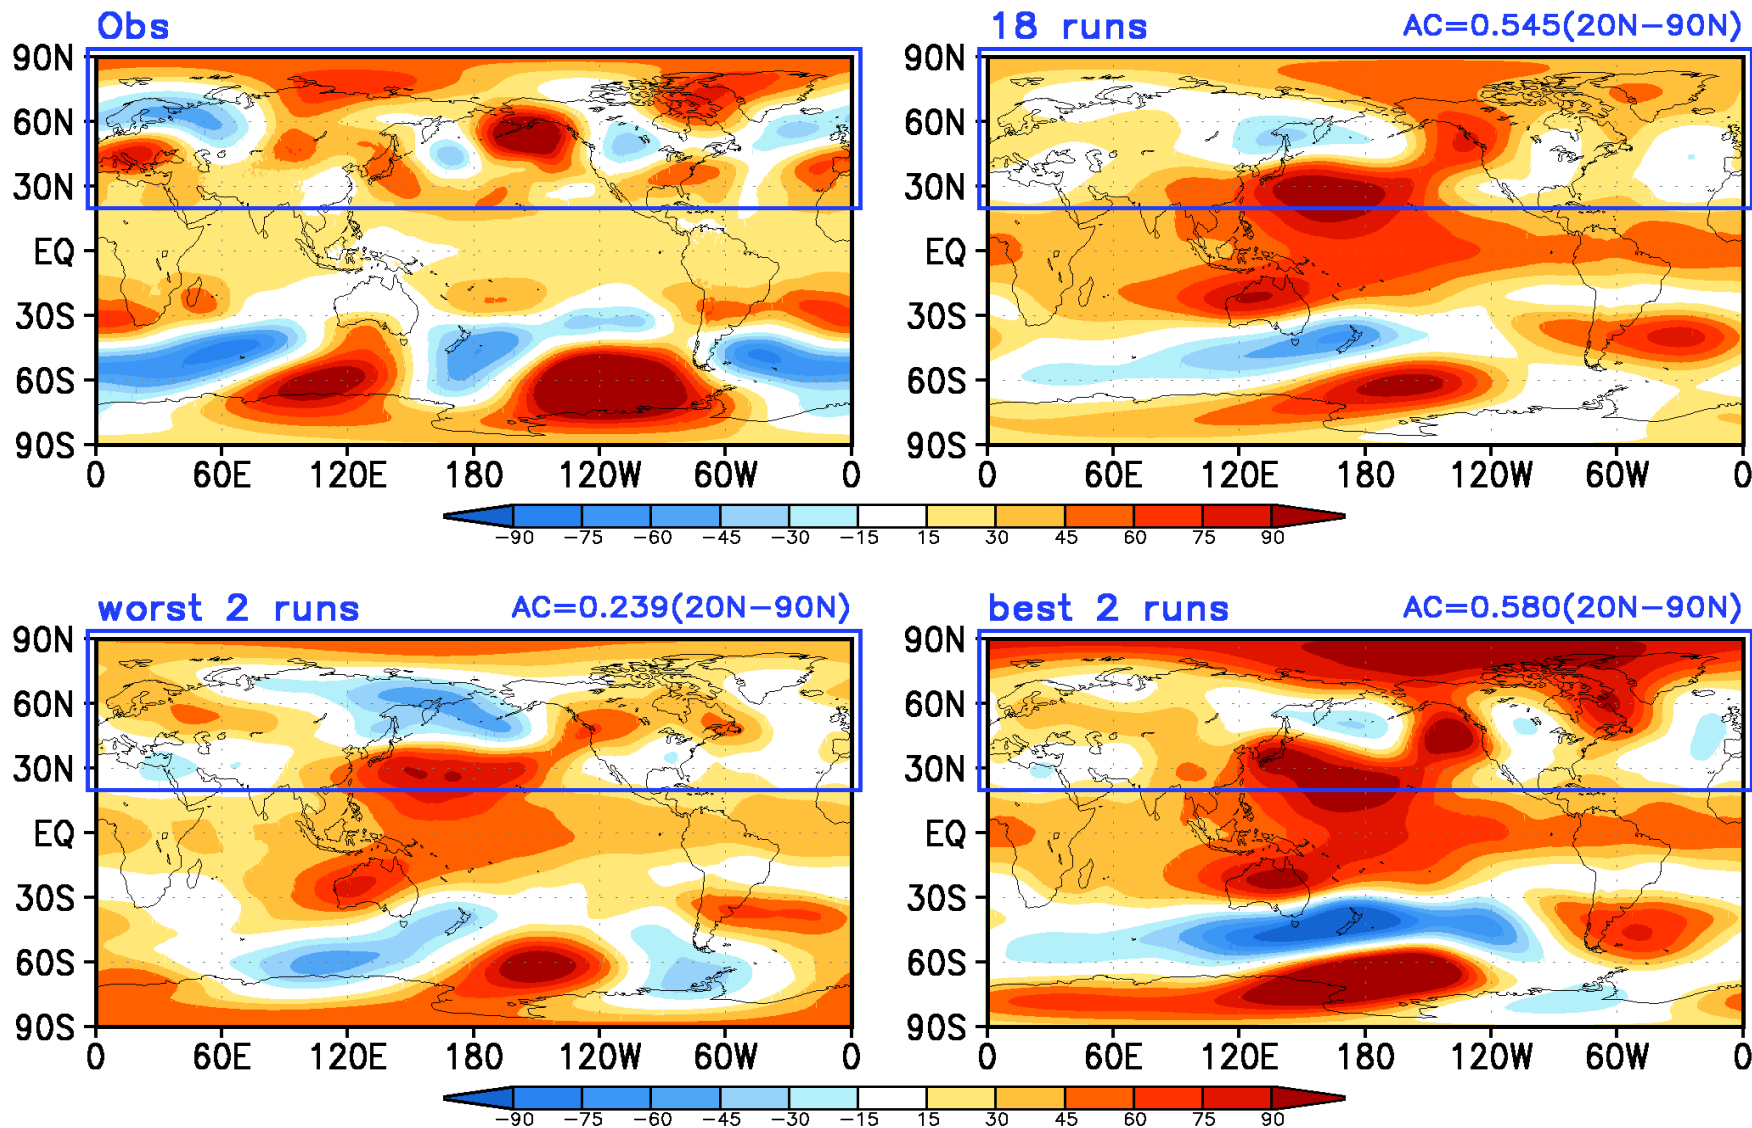 Obs
18 runs AC=0.545(20N−90N)
90N 90N
60N 60N
30N 30N
EQ EQ
30S 30S
60S 60S
90S 90S
0 60E 120E 180 120W 60W 0 0 60E 120E 180 120W 60W 0
−90 −75 −60 −45 −30 −15 15 30 45 60 75 90
worst 2 runs AC=0.239(20N−90N)
best 2 runs AC=0.580(20N−90N)
90N 90N
60N 60N
30N 30N
EQ EQ
30S 30S
60S 60S
90S 90S
0 60E 120E 180 120W 60W 0 0 60E 120E 180 120W 60W 0
−90 −75 −60 −45 −30 −15 15 30 45 60 75 90